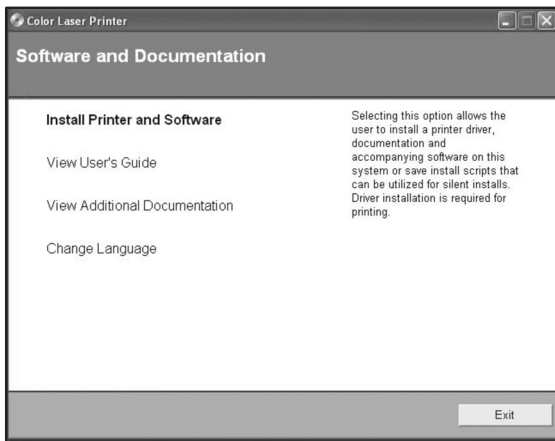 Color Laser Printer
Software and Documentation
Install Printer and Software
View User's Guide
View Additional Documentation
Change Language
Selecting this option allows the
user to install a printer driver,
documentation and
accompanying software on this
system or save install scripts that
can be utilized for silent installs.
Driver installation is required for
printing.
Exit